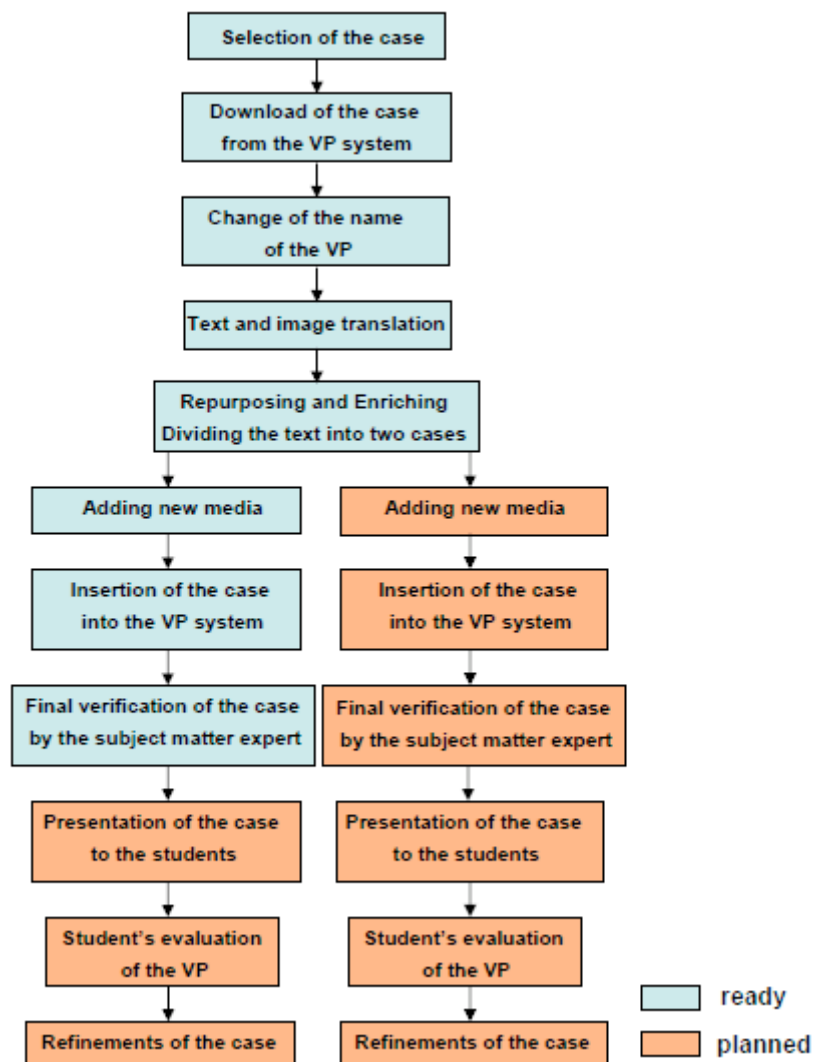 Selection of the case
Download of the case
from the VP system
Change of the name
of the VP
Text and image translation
Repurposing and Enriching
Dividing the text into two cases
Adding new media
Adding new media
Insertion of the case
into the VP system
Insertion of the case
into the VP system
Final verification of the case
by the subject matter expert
Final verification of the case
by the subject matter expert
Presentation of the case
to the students
Presentation of the case
to the students
Student's evaluation
of the VP
Student's evaluation
of the VP
Refinements of the case
Refinements of the case
ready
planned